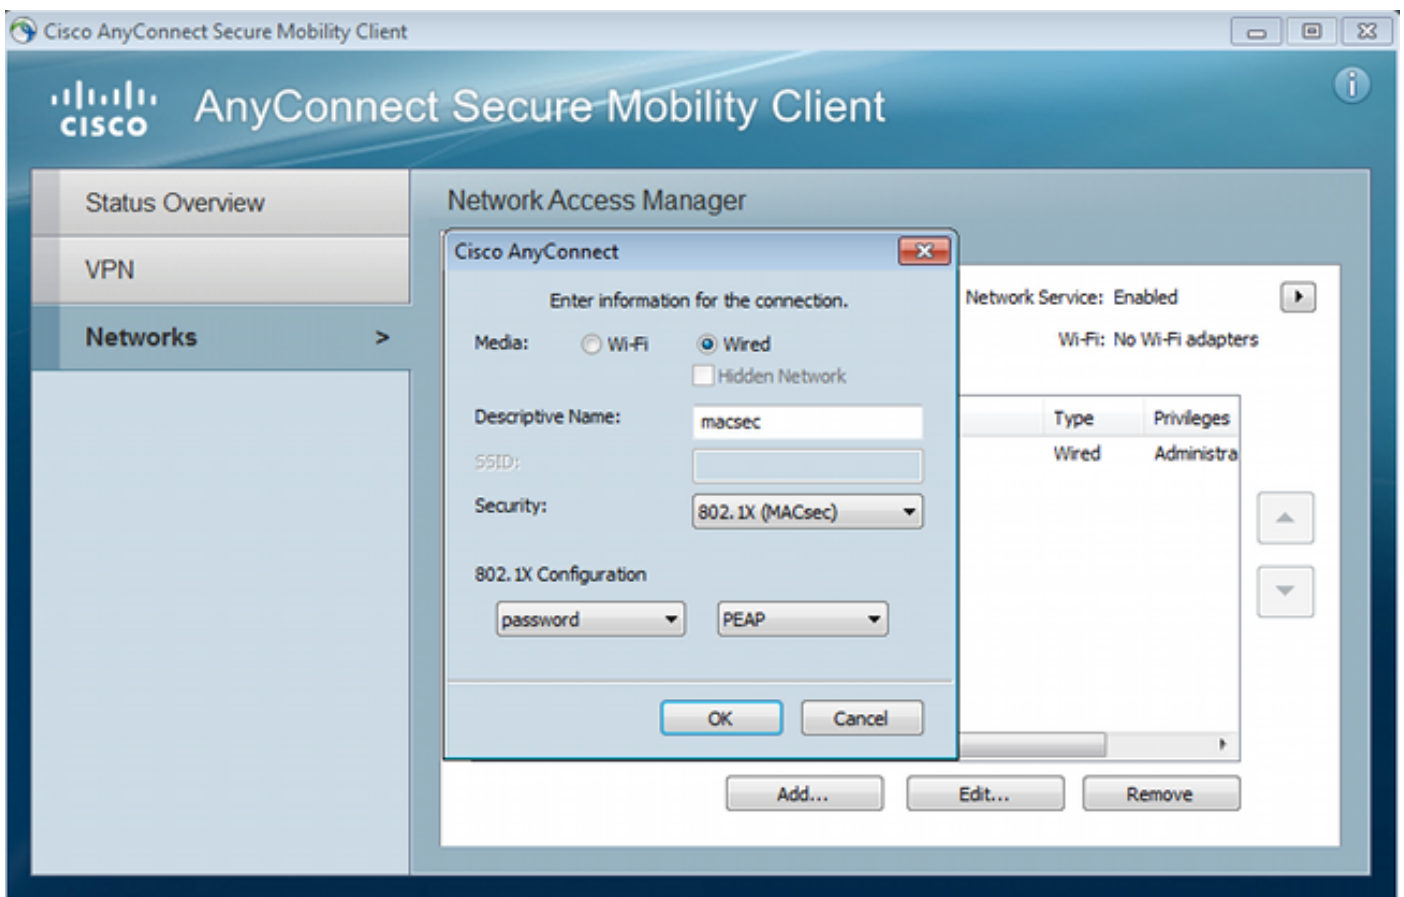 Cisco AnyConnect Secure Mobility Client
CISCO
AnyConnect Secure Mobility Client
Status Overview
VPN
Networks >
Network Access Manager
Cisco AnyConnect
Enter information for the connection.
Media: Wi-Fi Wired
Hidden Network
Descriptive Name: macsec
SSID:
Security: 802.1X (MACsec)
802.1X Configuration
password PEAP
OK Cancel
Network Service: Enabled
Wi-Fi: No Wi-Fi adapters
Type Privileges
Wired Administra
Add... Edit... Remove